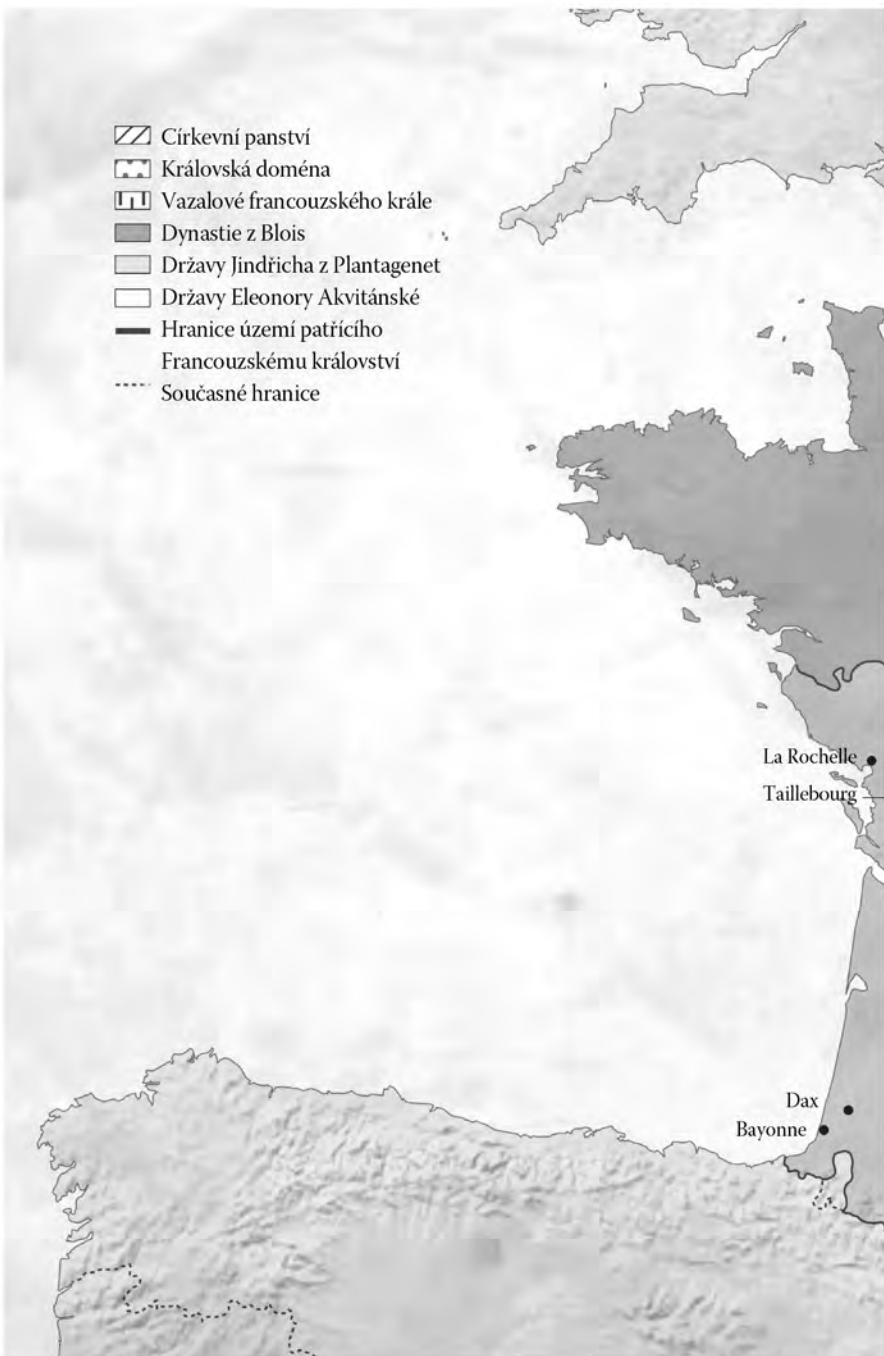 Církevní panství
Královská doména
Vazalové francouzského krále
Dynastie z Blois
Državy Jindřicha z Plantagenet
Državy Eleonory Akvitánské
Hranice území patřícího
Francouzskému království
Současné hranice
La Rochelle
Taillebourg
Dax
Bayonne